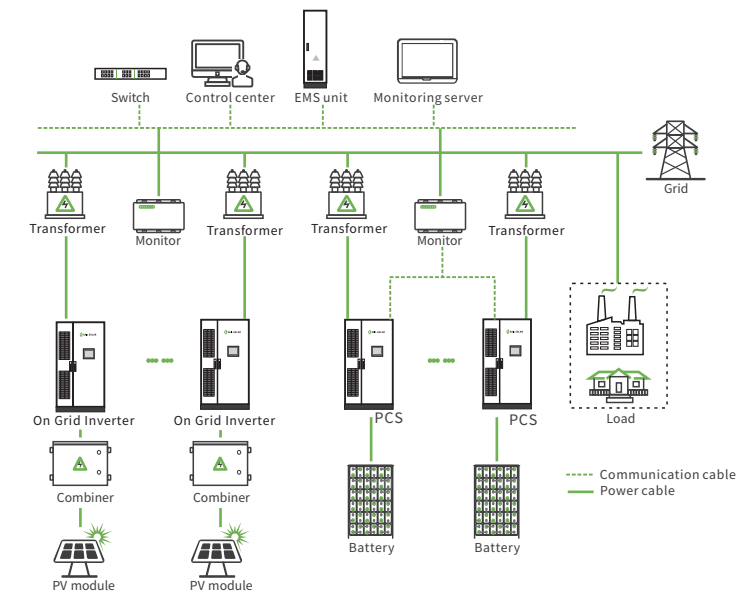 Switch
Control center
EMS unit
Monitoring server
Grid
Transformer
Monitor
Transformer
Transformer
Monitor
Transformer
On Grid Inverter
On Grid Inverter
PCS
PCS
Load
Combiner
Combiner
Communication cable
Power cable
Battery
Battery
PV module
PV module